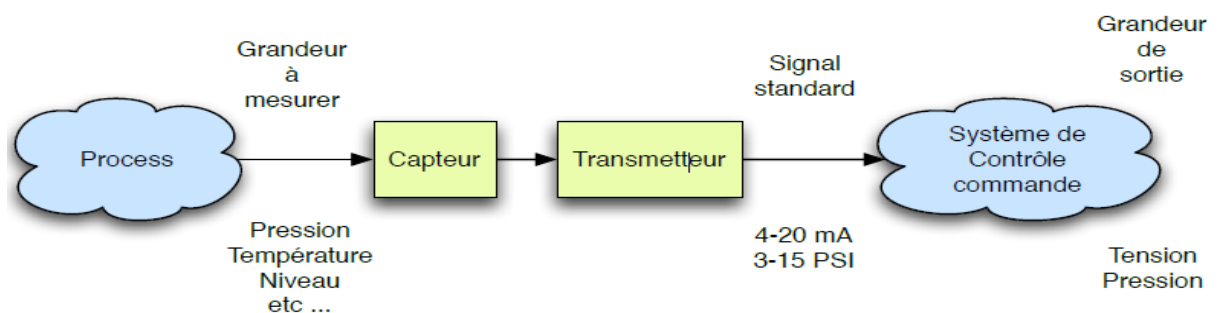 Grandeur
à
mesurer
Signal
standard
Grandeur
de
sortie
Process
Capteur
Transmetteur
Système de
Contrôle
commande
Pression
Température
Niveau
etc ...
4-20 mA
3-15 PSI
Tension
Pression